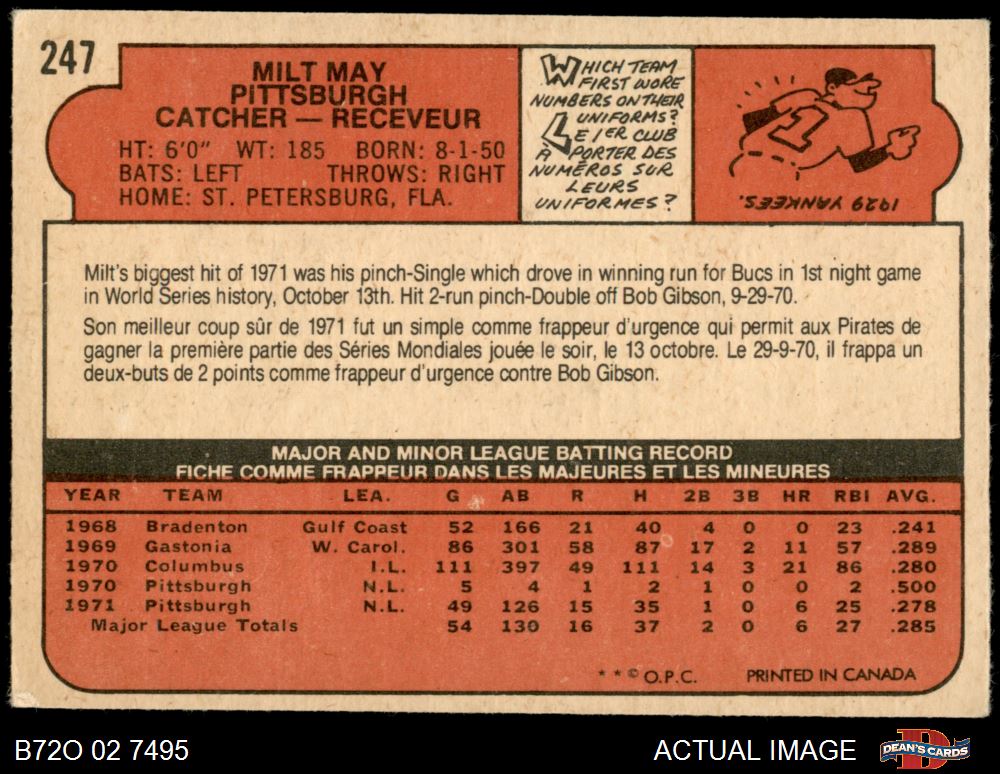 247
MILT MAY
PITTSBURGH
CATCHER — RECEVEUR
HT: 6'0" WT: 185 BORN: 8-1-50
BATS: LEFT THROWS: RIGHT
HOME: ST. PETERSBURG, FLA.
WHICH TEAM
FIRST WORE
NUMBERS ON THEIR
UNIFORMS?
LE 1ER CLUB
À PORTER DES
NUMÉROS SUR
LEURS
UNIFORMES?
1
1929 YANKEES.
Milt's biggest hit of 1971 was his pinch-Single which drove in winning run for Bucs in 1st night game
in World Series history, October 13th. Hit 2-run pinch-Double off Bob Gibson, 9-29-70.
Son meilleur coup sûr de 1971 fut un simple comme frappeur d'urgence qui permit aux Pirates de
gagner la première partie des Séries Mondiales jouée le soir, le 13 octobre. Le 29-9-70, il frappa un
deux-buts de 2 points comme frappeur d'urgence contre Bob Gibson.
MAJOR AND MINOR LEAGUE BATTING RECORD
FICHE COMME FRAPPEUR DANS LES MAJEURES ET LES MINEURES
YEAR TEAM LEA. G AB R H 2B 3B HR RBI AVG.
1968 Bradenton Gulf Coast 52 166 21 40 4 0 0 23 .241
1969 Gastonia W. Carol. 86 301 58 87 17 2 11 57 .289
1970 Columbus I.L. 111 397 49 111 14 3 21 86 .280
1970 Pittsburgh N.L. 5 4 1 2 1 0 0 2 .500
1971 Pittsburgh N.L. 49 126 15 35 1 0 6 25 .278
Major League Totals 54 130 16 37 2 0 6 27 .285
* * © O.P.C. PRINTED IN CANADA
B72O 02 7495 ACTUAL IMAGE DEAN'S CARDS